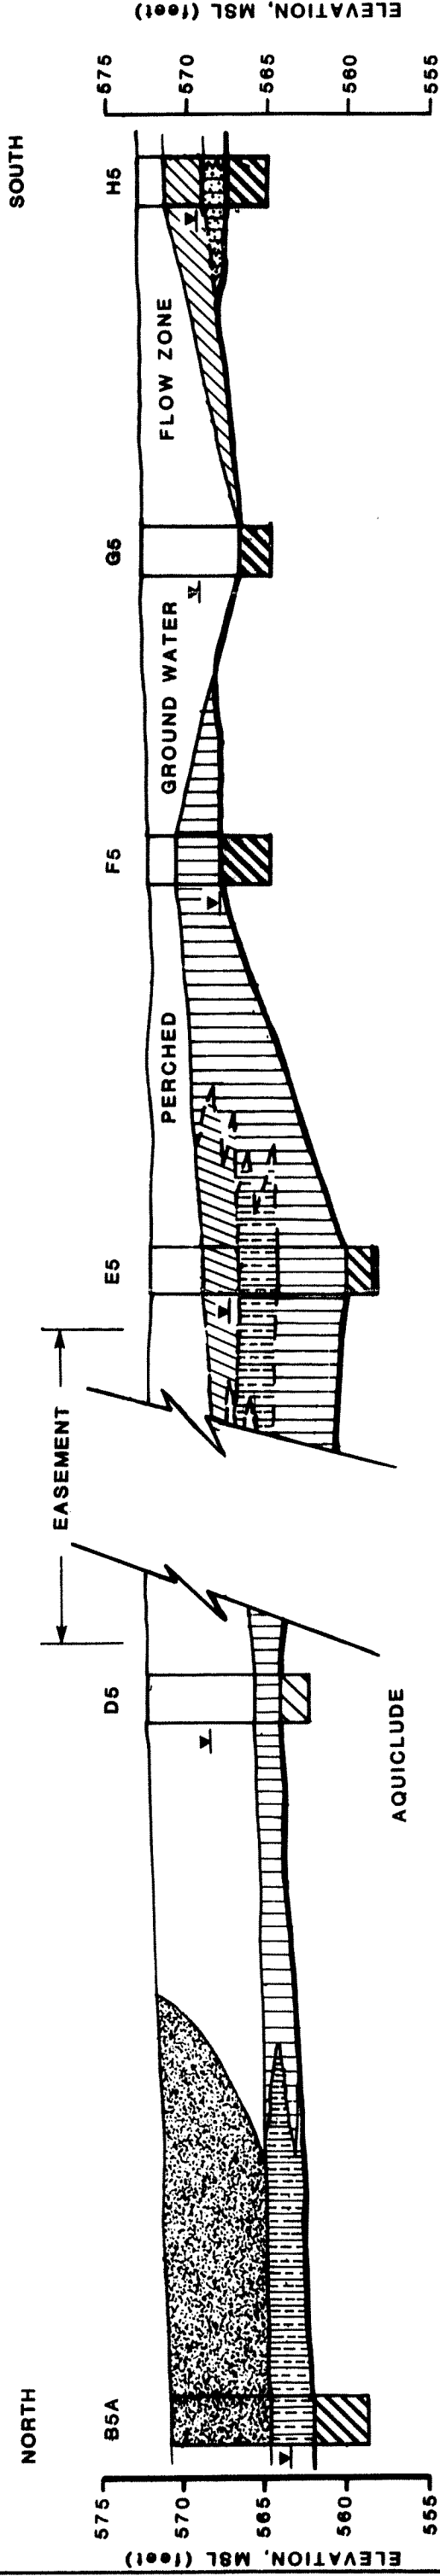 NORTH
SOUTH
B5A
D5
EASEMENT
E5
F5
G5
H5
PERCHED
GROUND WATER
FLOW ZONE
AQUICLUDE
ELEVATION, MSL (feet)
575
570
565
560
555
ELEVATION, MSL (feet)
575
570
565
560
555